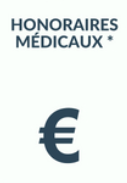 HONORAIRES
MÉDICAUX *
€